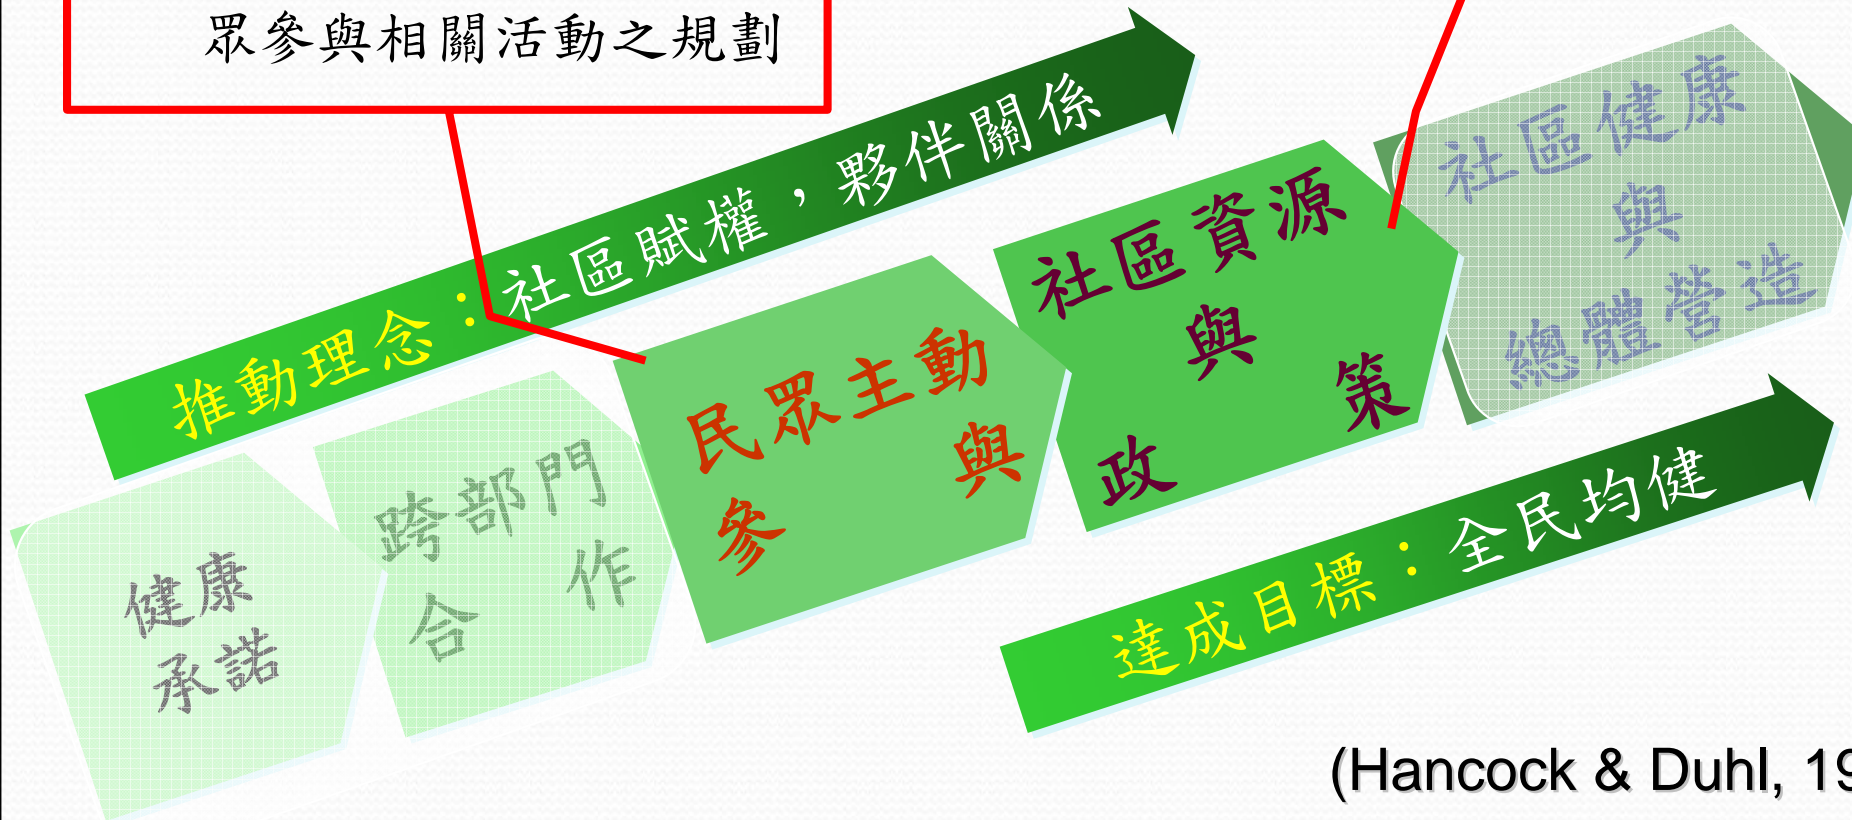 眾參與相關活動之規劃
推動理念：社區賦權，夥伴關係
健康
承諾
跨部門
合作
民眾主動
參與
社區資源
與
政策
社區健康
與
總體營造
達成目標：全民均健
(Hancock & Duhl, 19